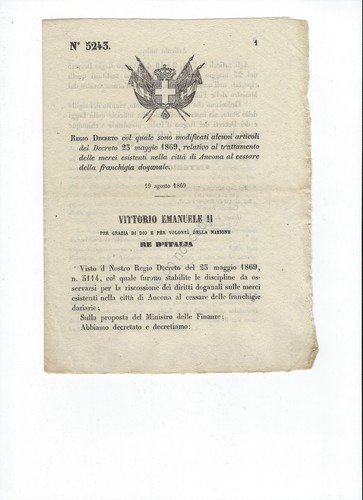 N° 5243.
1
REGIO DECRETO col quale sono modificati alcuni articoli
del Decreto 23 maggio 1869, relativo al trattamento
delle merci esistenti nella città di Ancona al cessare
della franchigia doganale.
19 agosto 1869
VITTORIO EMANUELE II
PER GRAZIA DI DIO E PER VOLONTÀ DELLA NAZIONE
RE D'ITALIA
Visto il Nostro Regio Decreto del 23 maggio 1869,
n. 5114, col quale furono stabilite le discipline da os-
servarsi per la riscossione dei diritti doganali sulle merci
esistenti nella città di Ancona al cessare delle franchigie
daziarie;
Sulla proposta del Ministro delle Finanze;
Abbiamo decretato e decretiamo: